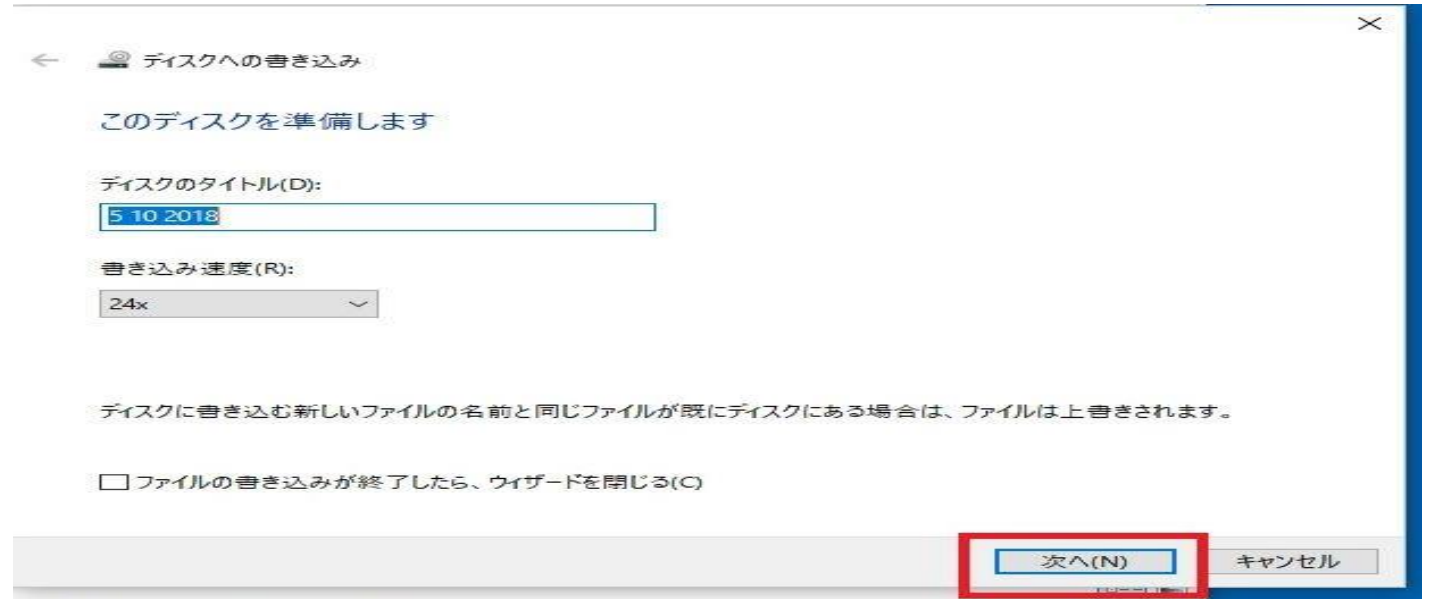 ディスクへの書き込み
このディスクを準備します
ディスクのタイトル(D):
5 10 2018
書き込み速度(R):
24x
ディスクに書き込む新しいファイルの名前と同じファイルが既にディスクにある場合は、ファイルは上書きされます。
ファイルの書き込みが終了したら、ウィザードを閉じる(C)
次へ(N) キャンセル